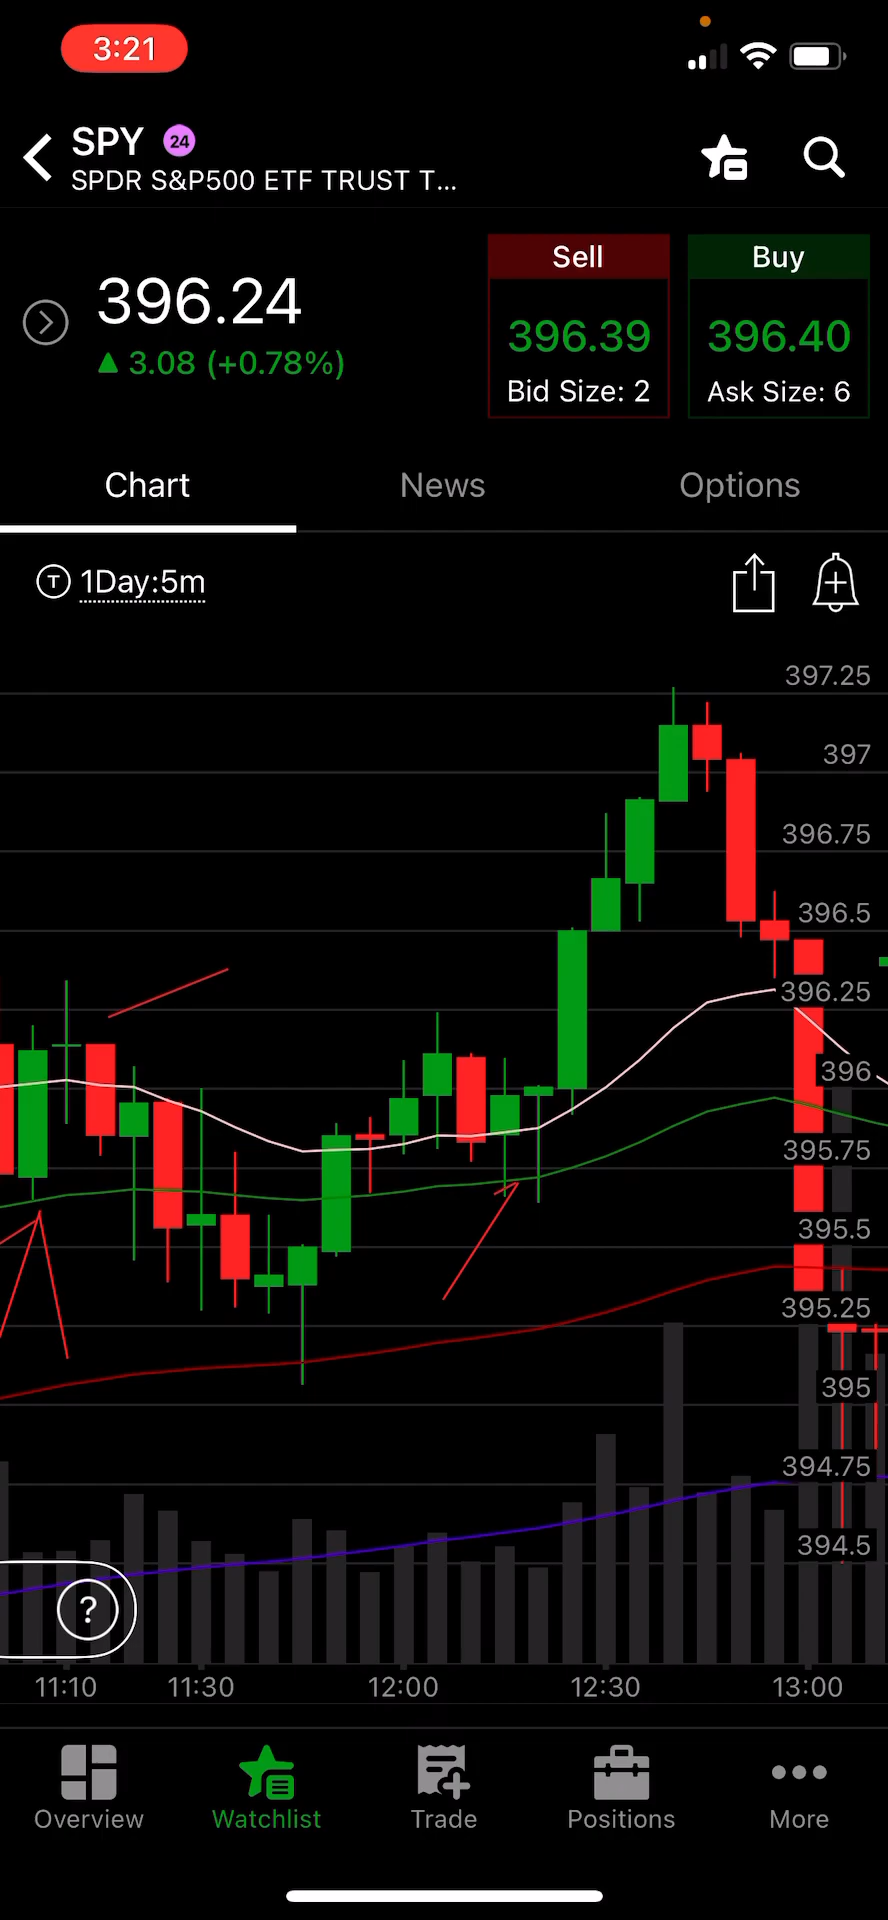 3:21
SPY 24
SPDR S&P500 ETF TRUST T...
396.24
3.08 (+0.78%)
Sell
396.39
Bid Size: 2
Buy
396.40
Ask Size: 6
Chart News Options
T 1Day:5m
397.25
397
396.75
396.5
396.25
396
395.75
395.5
395.25
395
394.75
394.5
?
11:10 11:30 12:00 12:30 13:00
Overview Watchlist Trade Positions More